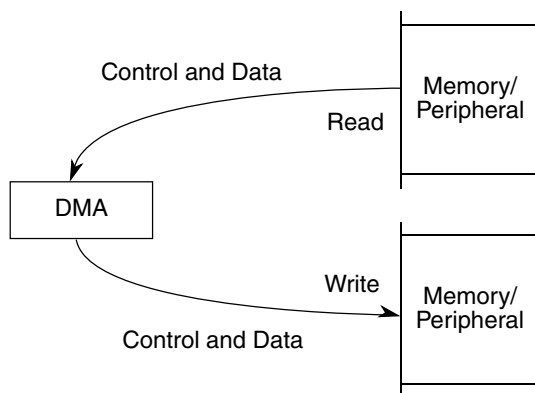 Control and Data
Memory/
Peripheral
Read
DMA
Write
Memory/
Peripheral
Control and Data